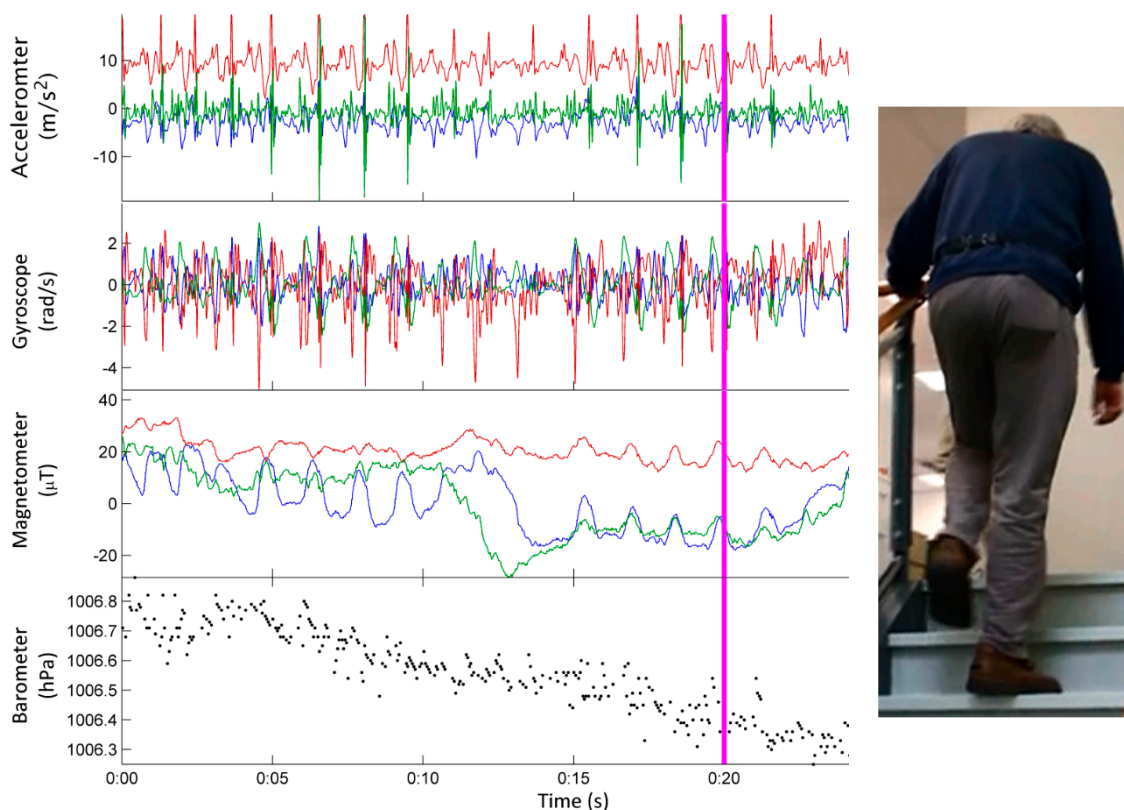 Acceleromter
(m/s²)
10
0
-10
Gyroscope
(rad/s)
2
0
-2
-4
Magnetometer
(μT)
40
20
0
-20
Barometer
(hPa)
1006.8
1006.7
1006.6
1006.5
1006.4
1006.3
0:00
0:05
0:10
0:15
0:20
Time (s)